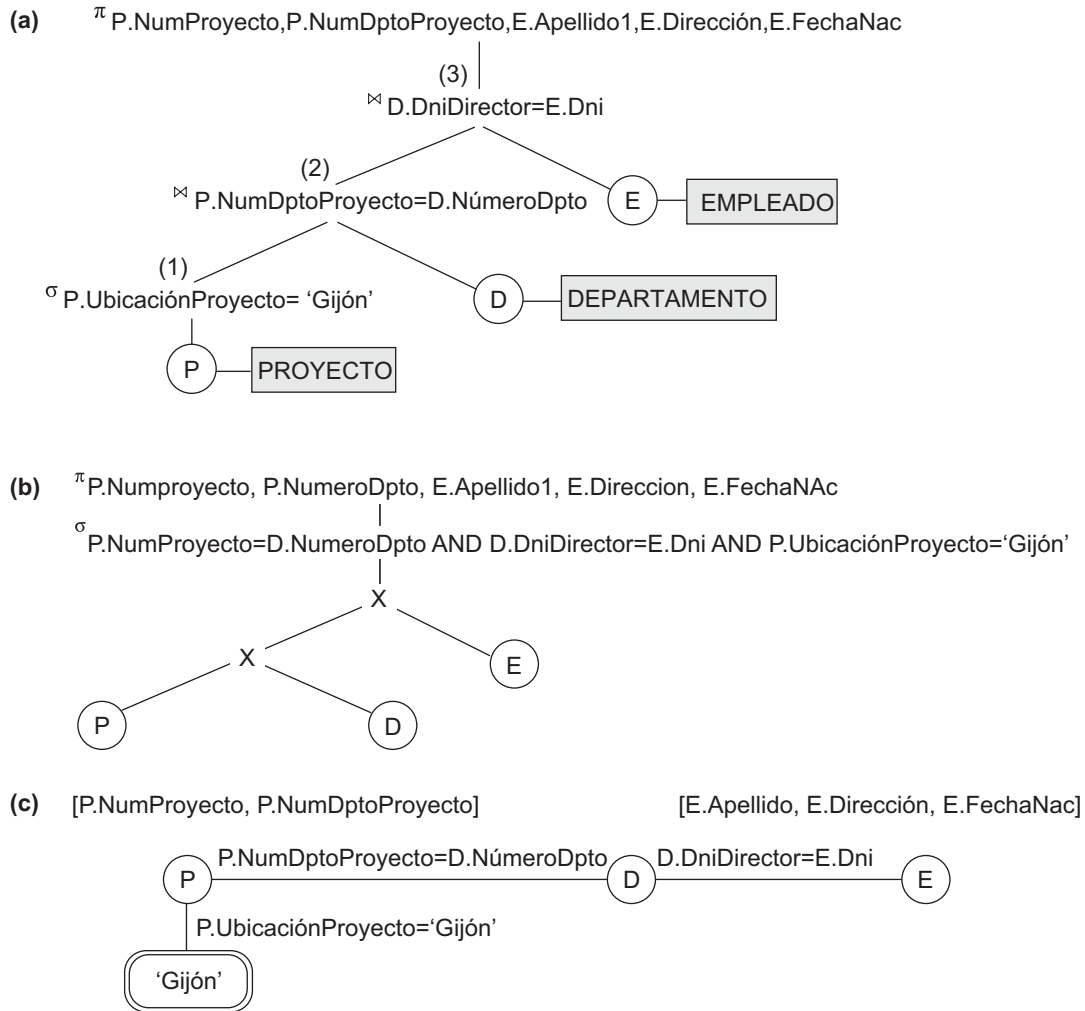 (a) π P.NumProyecto,P.NumDptoProyecto,E.Apellido1,E.Dirección,E.FechaNac
(3)
⋈ D.DniDirector=E.Dni
(2)
⋈ P.NumDptoProyecto=D.NúmeroDpto
E
EMPLEADO
(1)
σ P.UbicaciónProyecto= ‘Gijón’
D
DEPARTAMENTO
P
PROYECTO
(b) π P.Numproyecto, P.NumeroDpto, E.Apellido1, E.Direccion, E.FechaNAc
σ P.NumProyecto=D.NumeroDpto AND D.DniDirector=E.Dni AND P.UbicaciónProyecto=‘Gijón’
X
X
E
P
D
(c) [P.NumProyecto, P.NumDptoProyecto]
[E.Apellido, E.Dirección, E.FechaNac]
P
P.NumDptoProyecto=D.NúmeroDpto
D
D.DniDirector=E.Dni
E
P.UbicaciónProyecto=‘Gijón’
‘Gijón’